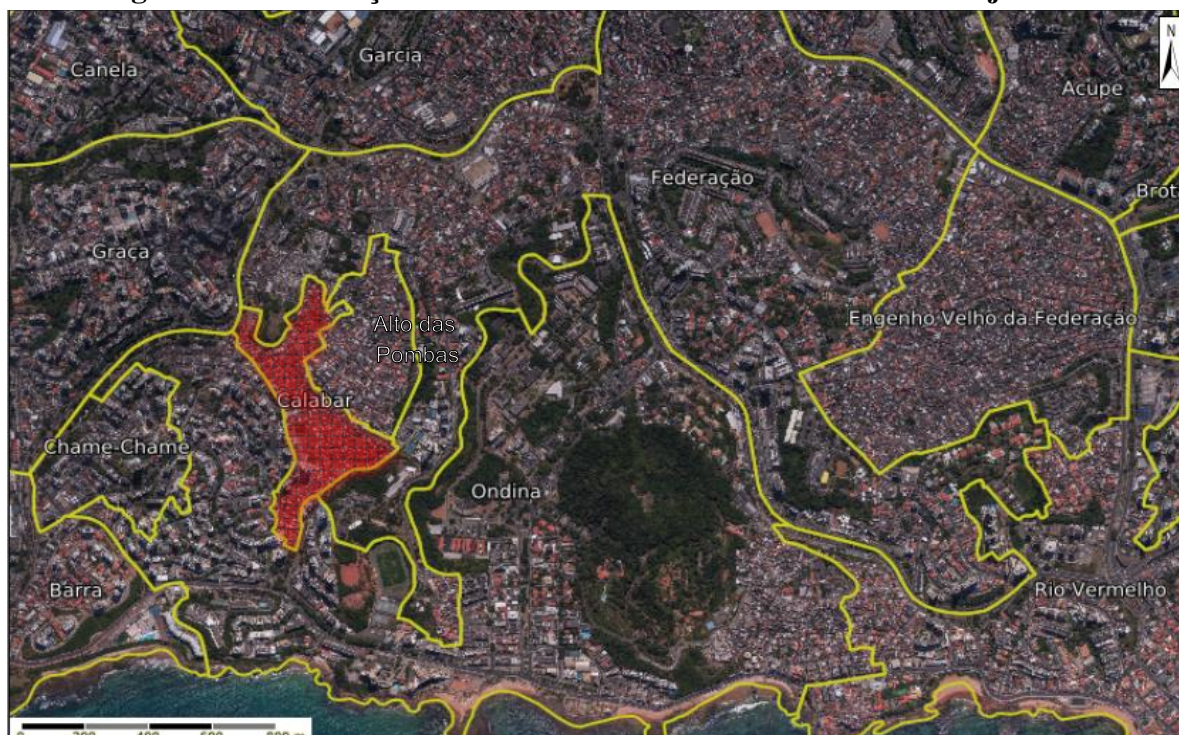 N
Garcia
Canela
Acupe
Federação
Brot
Graça
Engenho Velho da Federação
Alto das
Pombas
Calabar
Chame-Chame
Ondina
Barra
Rio Vermelho